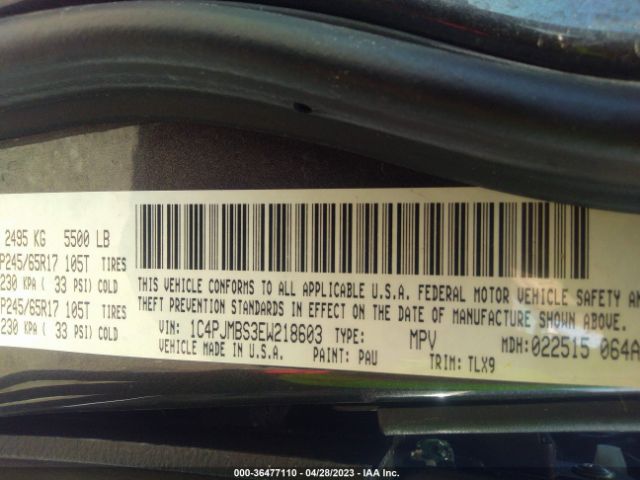 2495 KG 5500 LB
P245/65R17 105T TIRES
230 KPA ( 33 PSI) COLD
P245/65R17 105T TIRES
230 KPA ( 33 PSI) COLD
THIS VEHICLE CONFORMS TO ALL APPLICABLE U.S.A. FEDERAL MOTOR VEHICLE SAFETY AN
THEFT PREVENTION STANDARDS IN EFFECT ON THE DATE OF MANUFACTURE SHOWN ABOVE.
VIN: 1C4PJMBS3EW218603 TYPE: MPV MDH: 022515 064A
VEHICLE MADE IN U.S.A. PAINT: PAU TRIM: TLX9
000-36477110 - 04/28/2023 - IAA Inc.